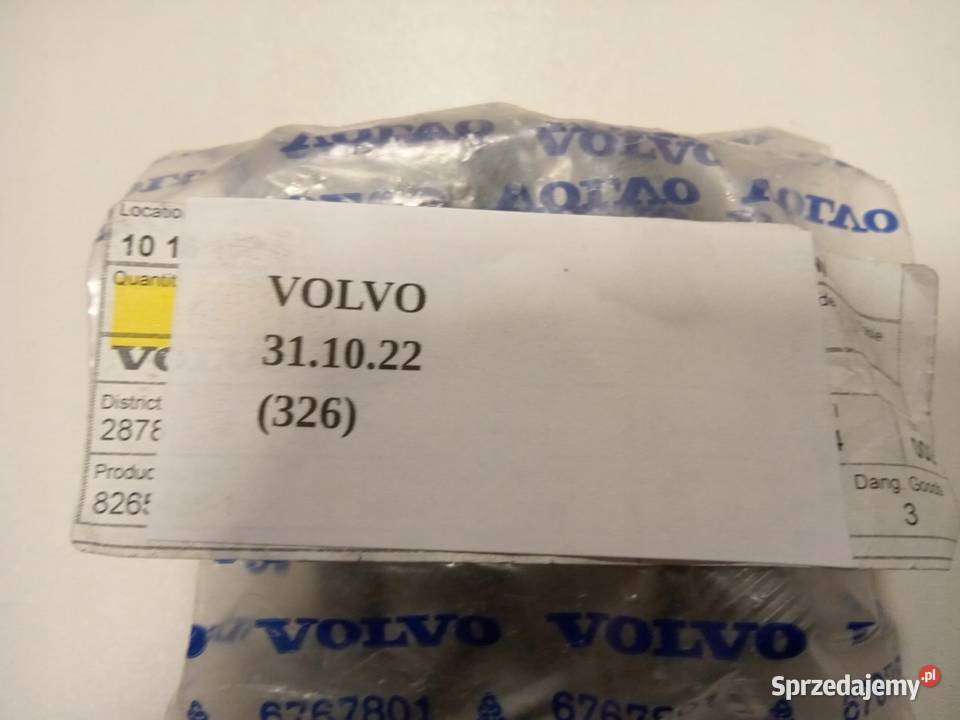 VOLVO VOLVO
VOLVO VOLVO VOLVO
Locatio
10 1
Quantit
VOLVO
31.10.22
(326)
District
2878
Produc
Dang. Goods
3
VOLVO VOLVO
6767801
Sprzedajemy.pl